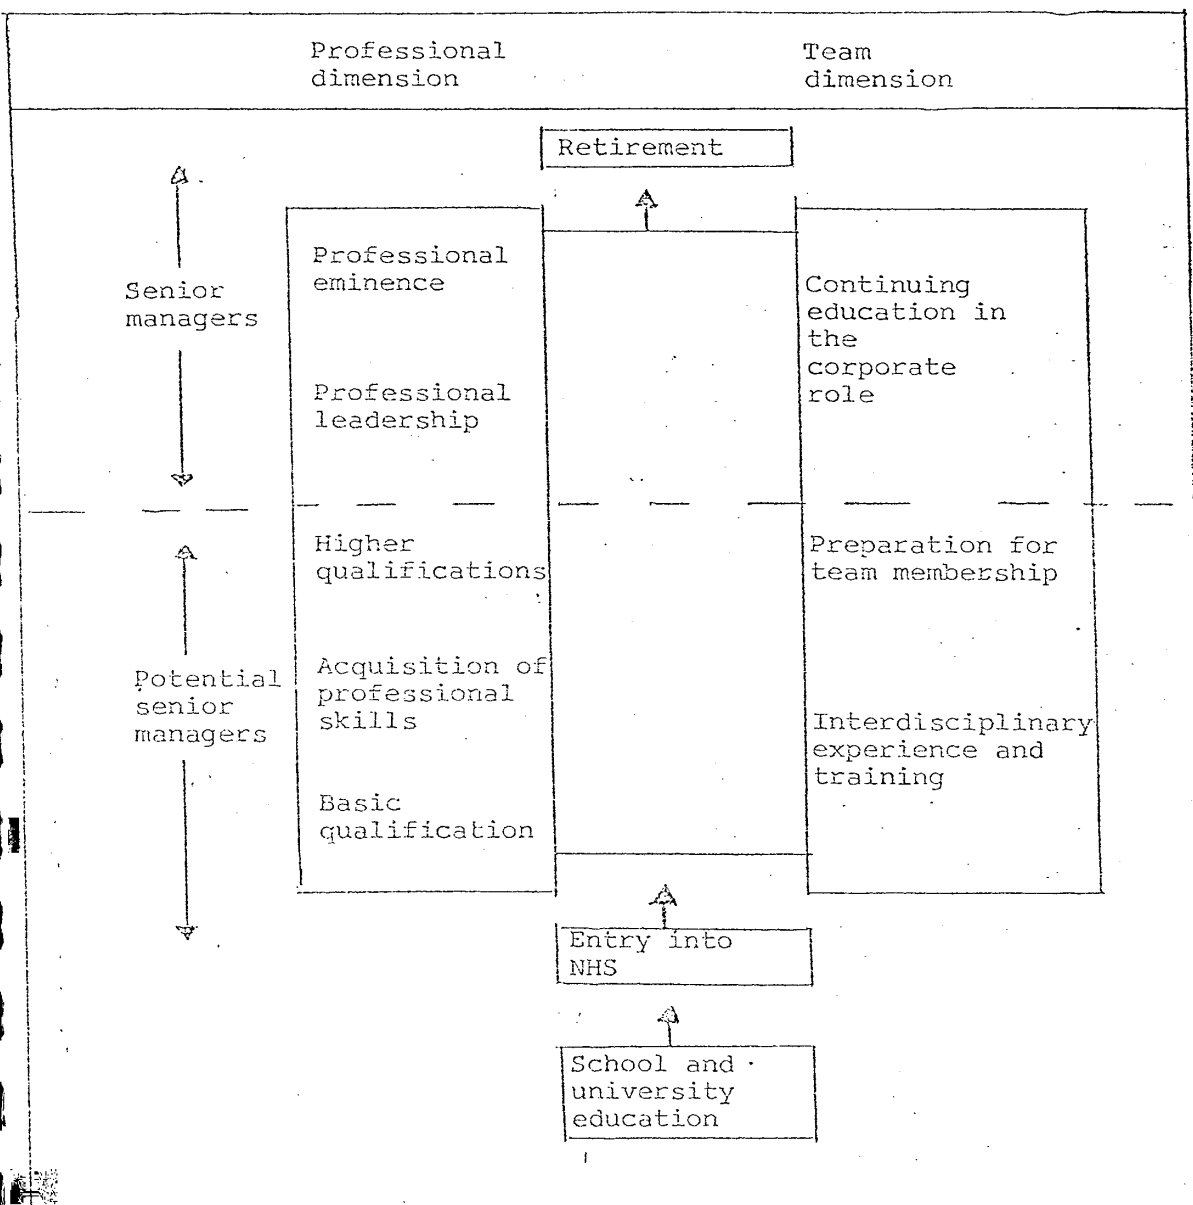 Professional
dimension
Team
dimension
Retirement
Senior
managers
Professional
eminence
Professional
leadership
Continuing
education in
the
corporate
role
Potential
senior
managers
Higher
qualifications
Acquisition of
professional
skills
Basic
qualification
Preparation for
team membership
Interdisciplinary
experience and
training
Entry into
NHS
School and
university
education